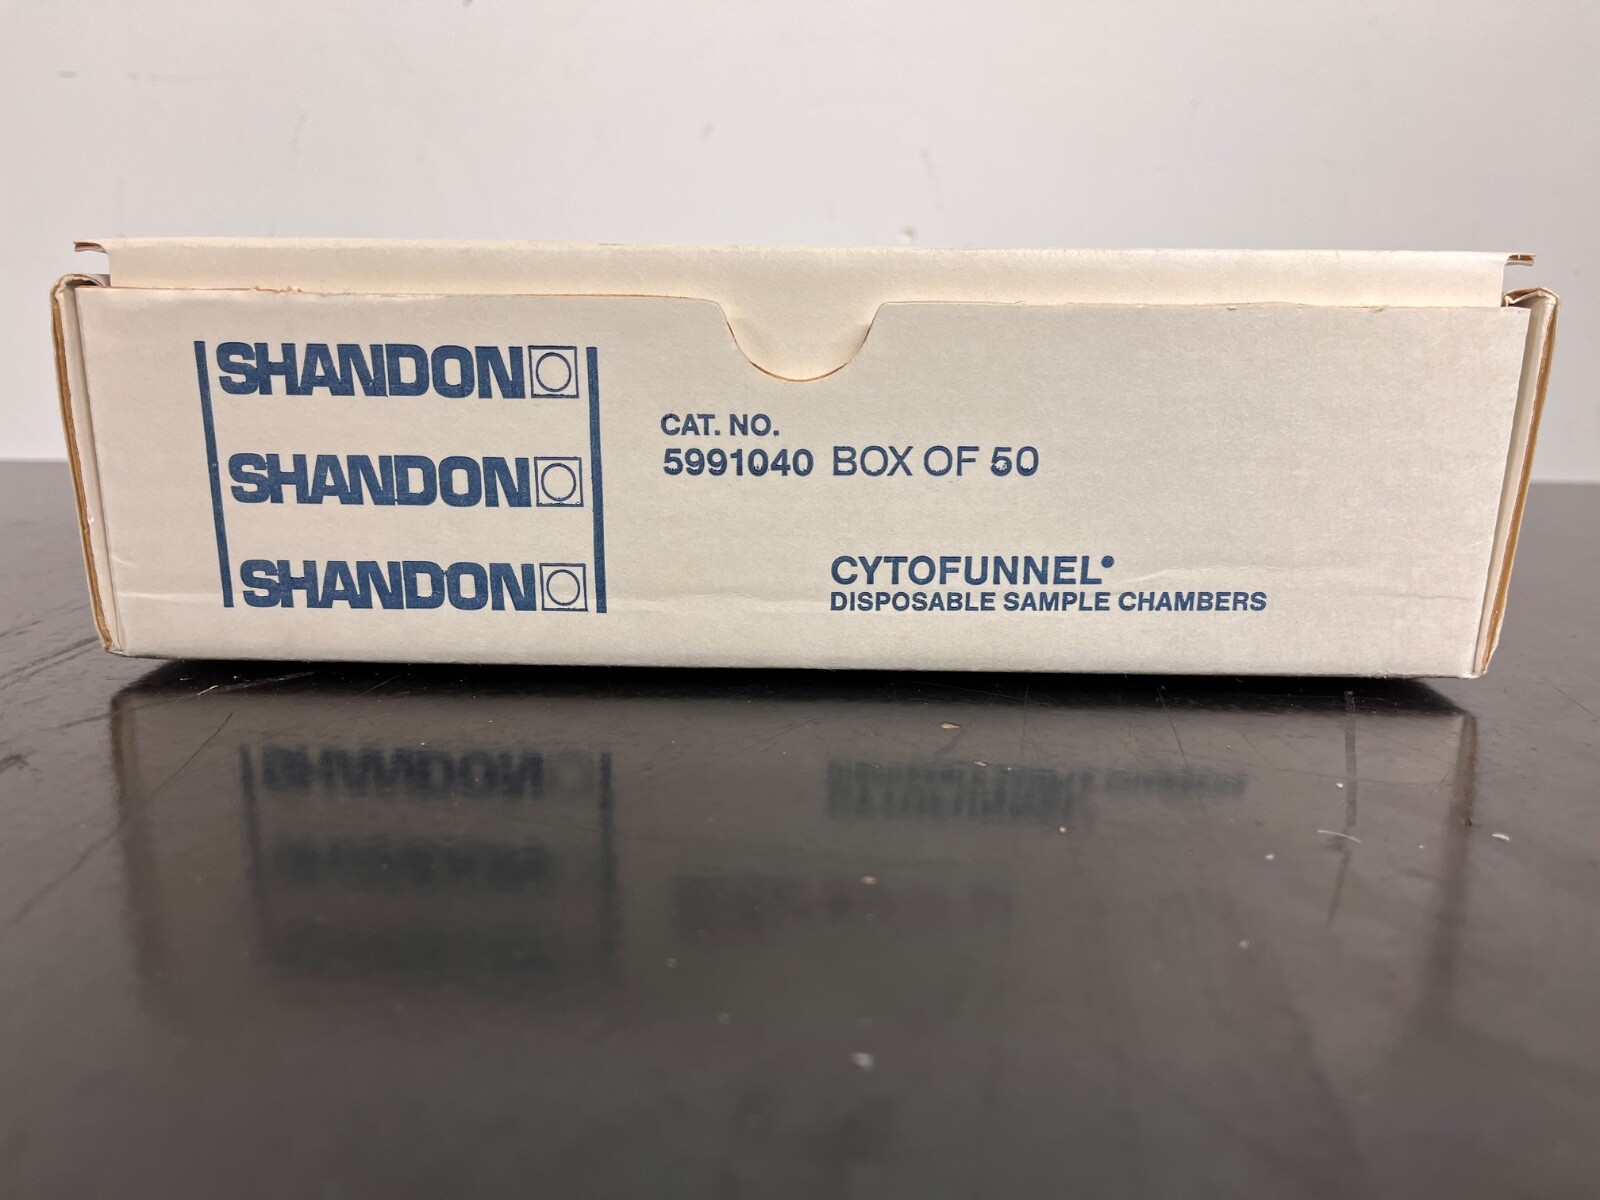 SHANDON
SHANDON
SHANDON
CAT. NO.
5991040 BOX OF 50
CYTOFUNNEL®
DISPOSABLE SAMPLE CHAMBERS